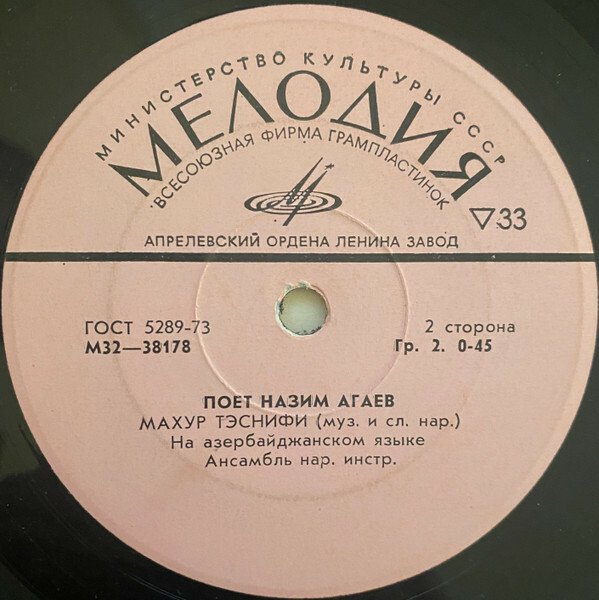 МИНИСТЕРСТВО КУЛЬТУРЫ СССР
МЕЛОДИЯ
ВСЕСОЮЗНАЯ ФИРМА ГРАМПЛАСТИНОК
▽33
АПРЕЛЕВСКИЙ ОРДЕНА ЛЕНИНА ЗАВОД
ГОСТ 5289-73
2 сторона
М32—38178
Гр. 2. 0-45
ПОЕТ НАЗИМ АГАЕВ
МАХУР ТЭСНИФИ (муз. и сл. нар.)
На азербайджанском языке
Ансамбль нар. инстр.